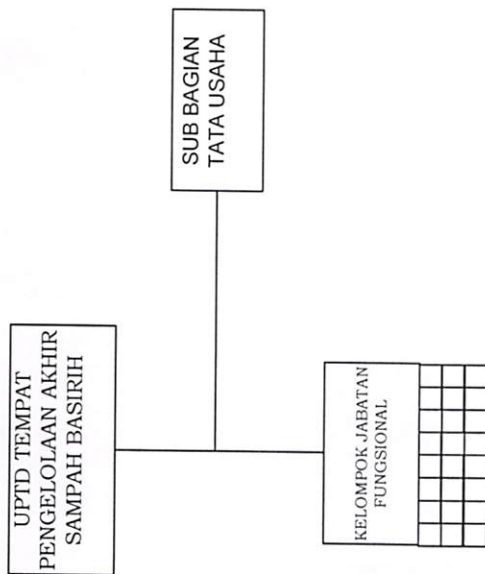 UPTD TEMPAT
PENGELOLAAN AKHIR
SAMPAH BASIRIH
SUB BAGIAN
TATA USAHA
KELOMPOK JABATAN
FUNGSIONAL